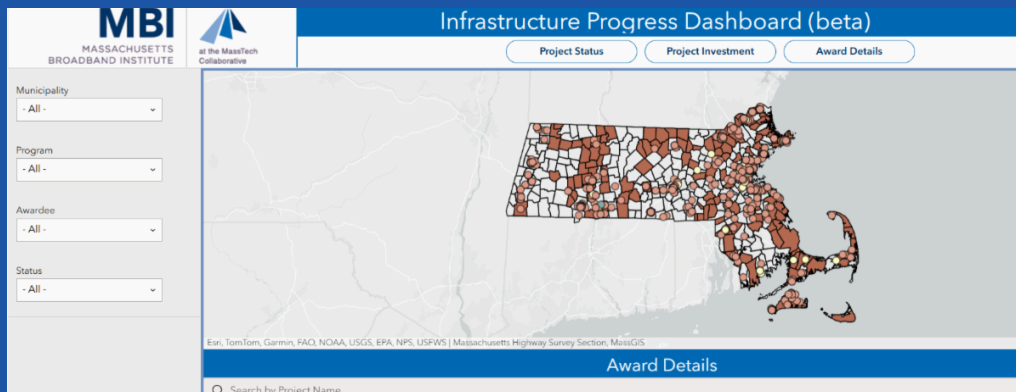 MBI
MASSACHUSETTS
BROADBAND INSTITUTE
at the MassTech
Collaborative
Infrastructure Progress Dashboard (beta)
Project Status
Project Investment
Award Details
Municipality
- All -
Program
- All -
Awardee
- All -
Status
- All -
Esri, TomTom, Garmin, FAO, NOAA, USGS, EPA, NPS, USFWS | Massachusetts Highway Survey Section, MassGIS
Award Details
Search by Project Name